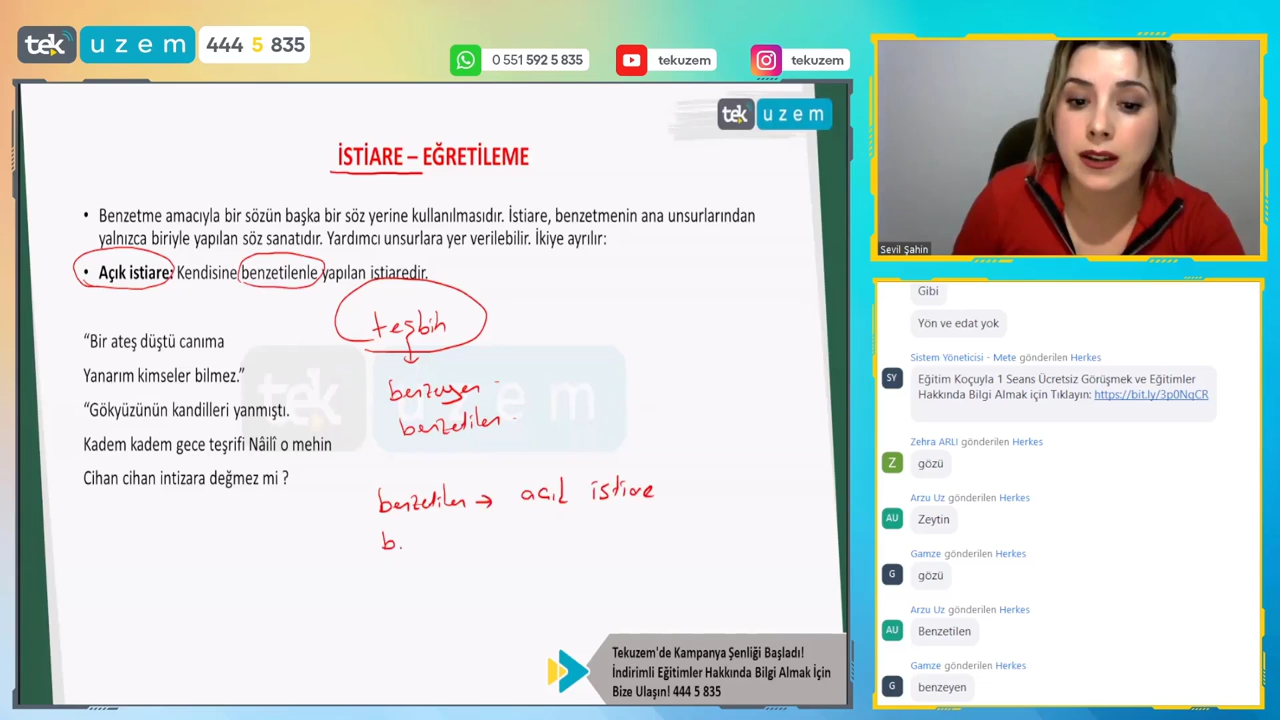 tek uzem 444 5 835
0 551 592 5 835
tekuzem
tekuzem
tek uzem
İSTİARE – EĞRETİLEME
• Benzetme amacıyla bir sözün başka bir söz yerine kullanılmasıdır. İstiare, benzetmenin ana unsurlarından
yalnızca biriyle yapılan söz sanatıdır. Yardımcı unsurlara yer verilebilir. İkiye ayrılır:
• Açık istiare: Kendisine benzetilenle yapılan istiaredir.
teşbih
benzeyen
benzetilen
benzetilen → açık istiare
b.
“Bir ateş düştü canıma
Yanarım kimseler bilmez.”
“Gökyüzünün kandilleri yanmıştı.
Kadem kadem gece teşrifi Nâilî o mehin
Cihan cihan intizara değmez mi ?
tek uzem
Tekuzem'de Kampanya Şenliği Başladı!
İndirimli Eğitimler Hakkında Bilgi Almak İçin
Bize Ulaşın! 444 5 835
Sevil Şahin
Gibi
Yön ve edat yok
Sistem Yöneticisi - Mete gönderilen Herkes
SY
Eğitim Koçuyla 1 Seans Ücretsiz Görüşmek ve Eğitimler
Hakkında Bilgi Almak için Tıklayın: https://bit.ly/3p0NqCR
Zehra ARLI gönderilen Herkes
Z
gözü
Arzu Uz gönderilen Herkes
AU
Zeytin
Gamze gönderilen Herkes
G
gözü
Arzu Uz gönderilen Herkes
AU
Benzetilen
Gamze gönderilen Herkes
G
benzeyen